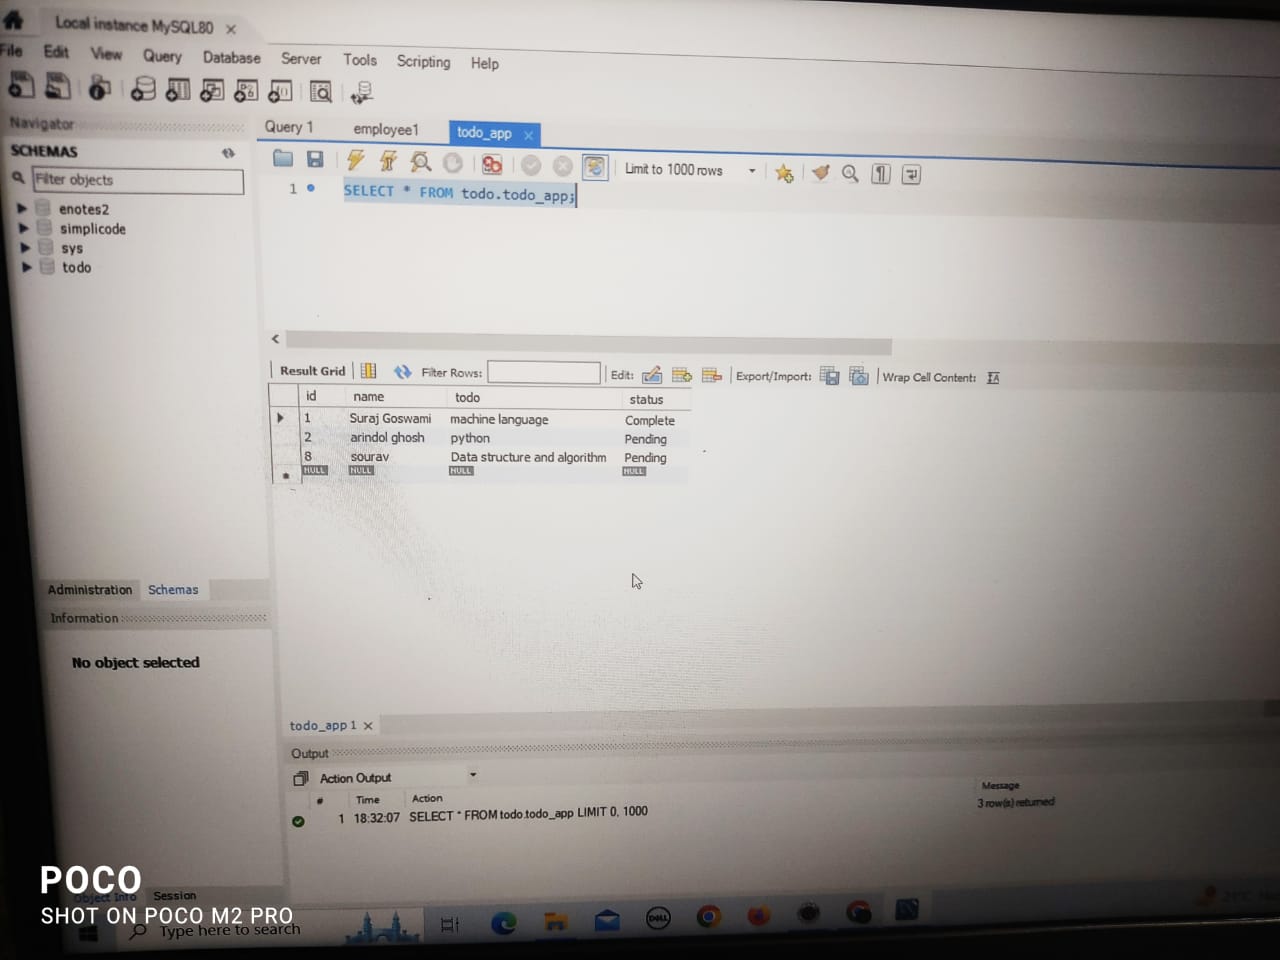 Local instance MySQL80
File Edit View Query Database Server Tools Scripting Help
Navigator
SCHEMAS
Filter objects
enotes2
simplicode
sys
todo
Administration Schemas
Information
No object selected
Object Info Session
Query 1 employee1 todo_app
Limit to 1000 rows
1 SELECT * FROM todo.todo_app;
Result Grid Filter Rows: Edit: Export/Import: Wrap Cell Content:
id name todo status
1 Suraj Goswami machine language Complete
2 arindol ghosh python Pending
8 sourav Data structure and algorithm Pending
NULL NULL NULL NULL
todo_app 1
Output
Action Output
# Time Action Message
1 18:32:07 SELECT * FROM todo.todo_app LIMIT 0, 1000 3 row(s) returned
POCO
SHOT ON POCO M2 PRO
Type here to search
DELL